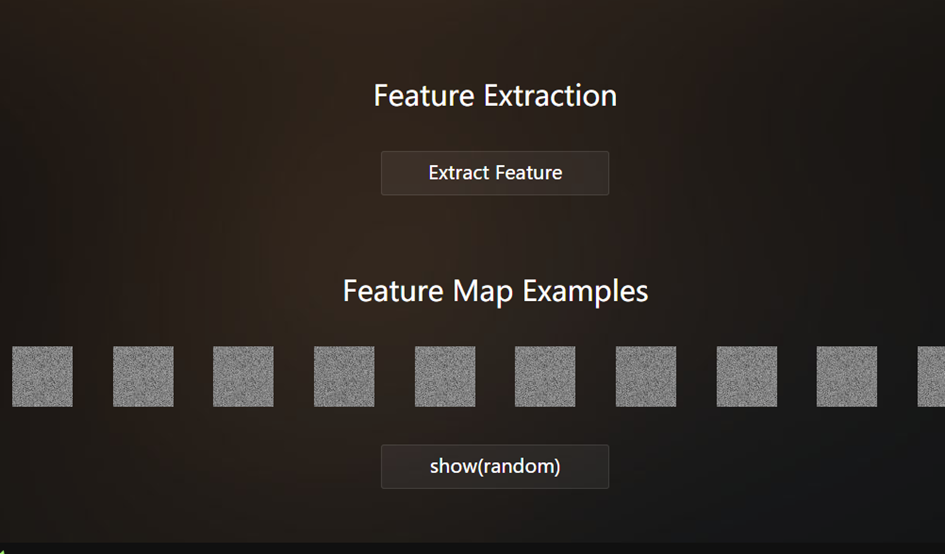 Feature Extraction
Extract Feature
Feature Map Examples
show(random)